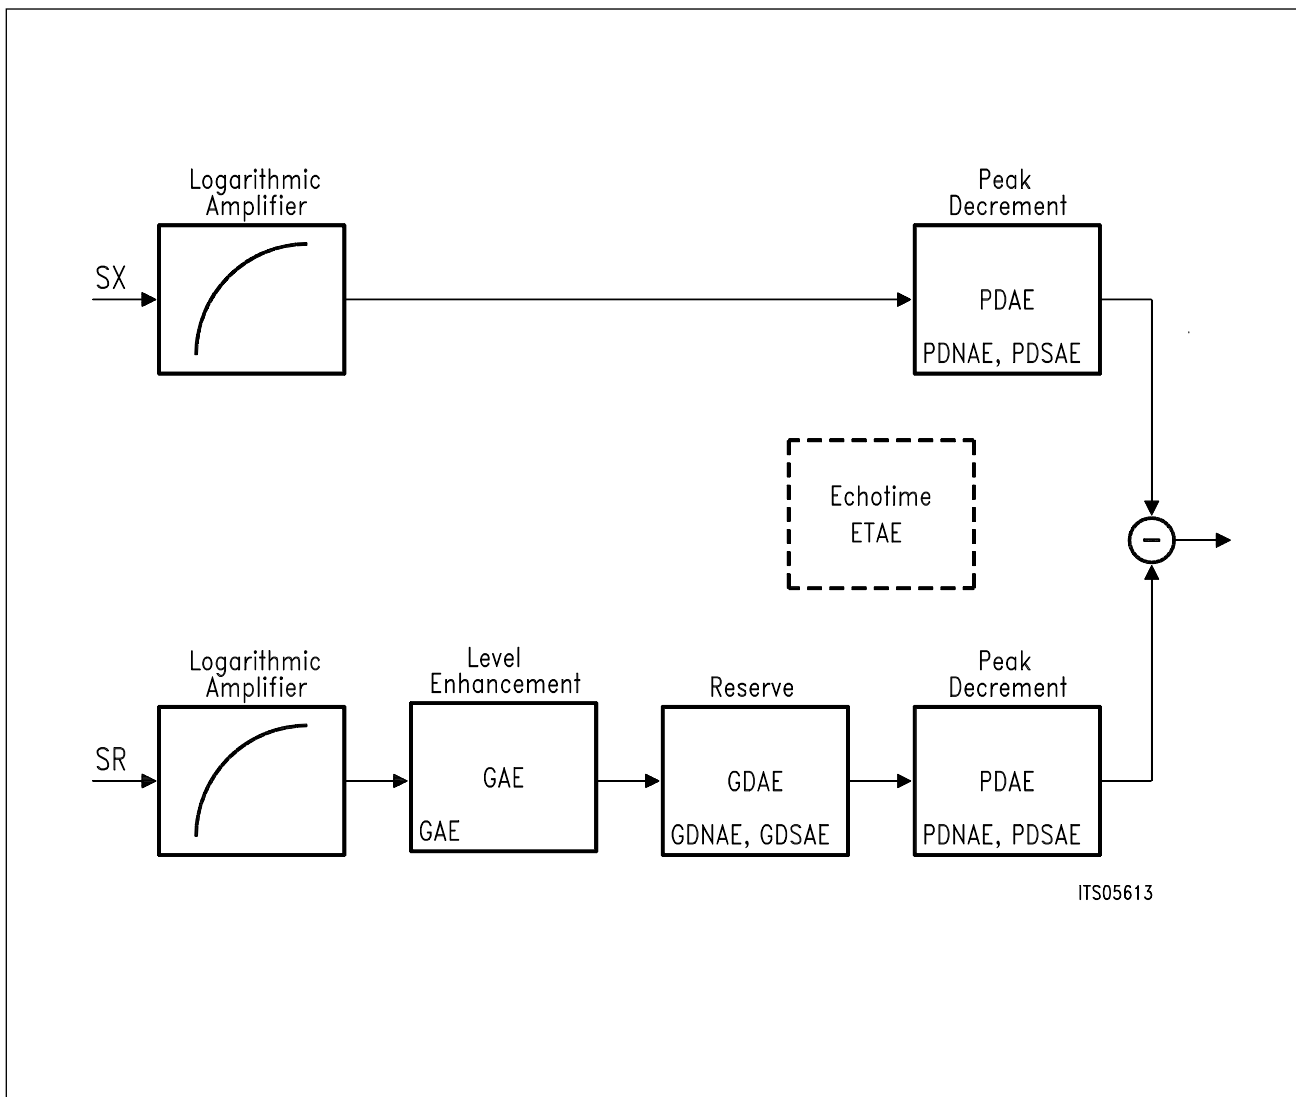 Logarithmic
Amplifier
Peak
Decrement
SX
PDAE
PDNAE, PDSAE
Echotime
ETAE
−
Logarithmic
Amplifier
Level
Enhancement
Reserve
Peak
Decrement
SR
GAE
GAE
GDAE
GDNAE, GDSAE
PDAE
PDNAE, PDSAE
ITS05613